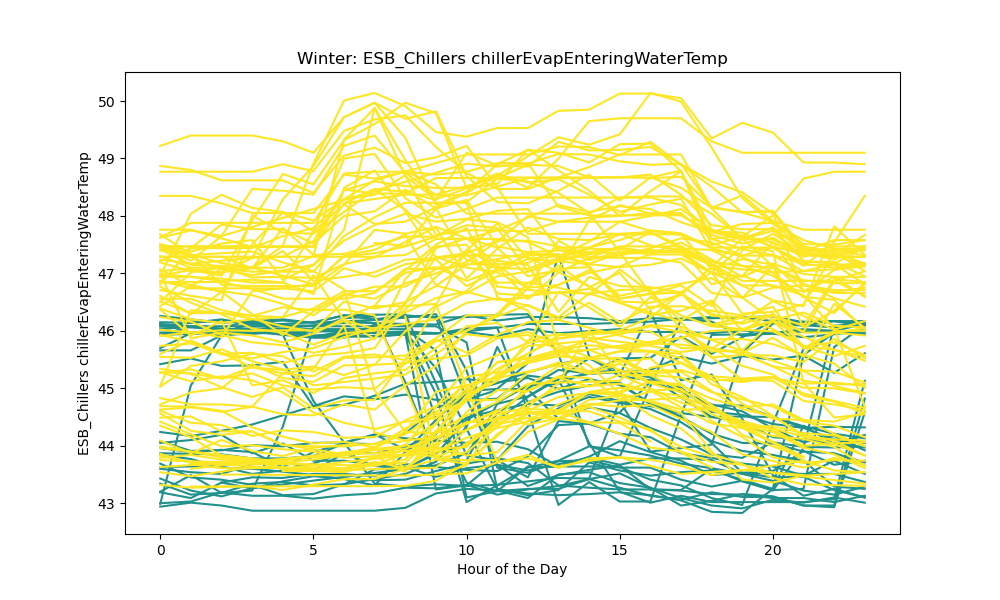 Winter: ESB_Chillers chillerEvapEnteringWaterTemp
ESB_Chillers chillerEvapEnteringWaterTemp
50
49
48
47
46
45
44
43
0 5 10 15 20
Hour of the Day